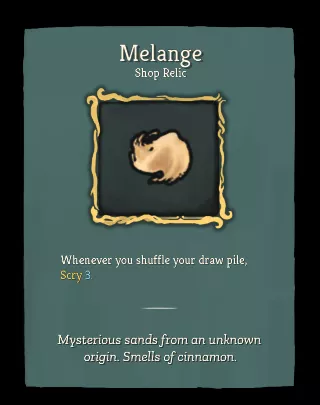 Melange
Shop Relic
Whenever you shuffle your draw pile,
Scry 3
Mysterious sands from an unknown
origin. Smells of cinnamon.